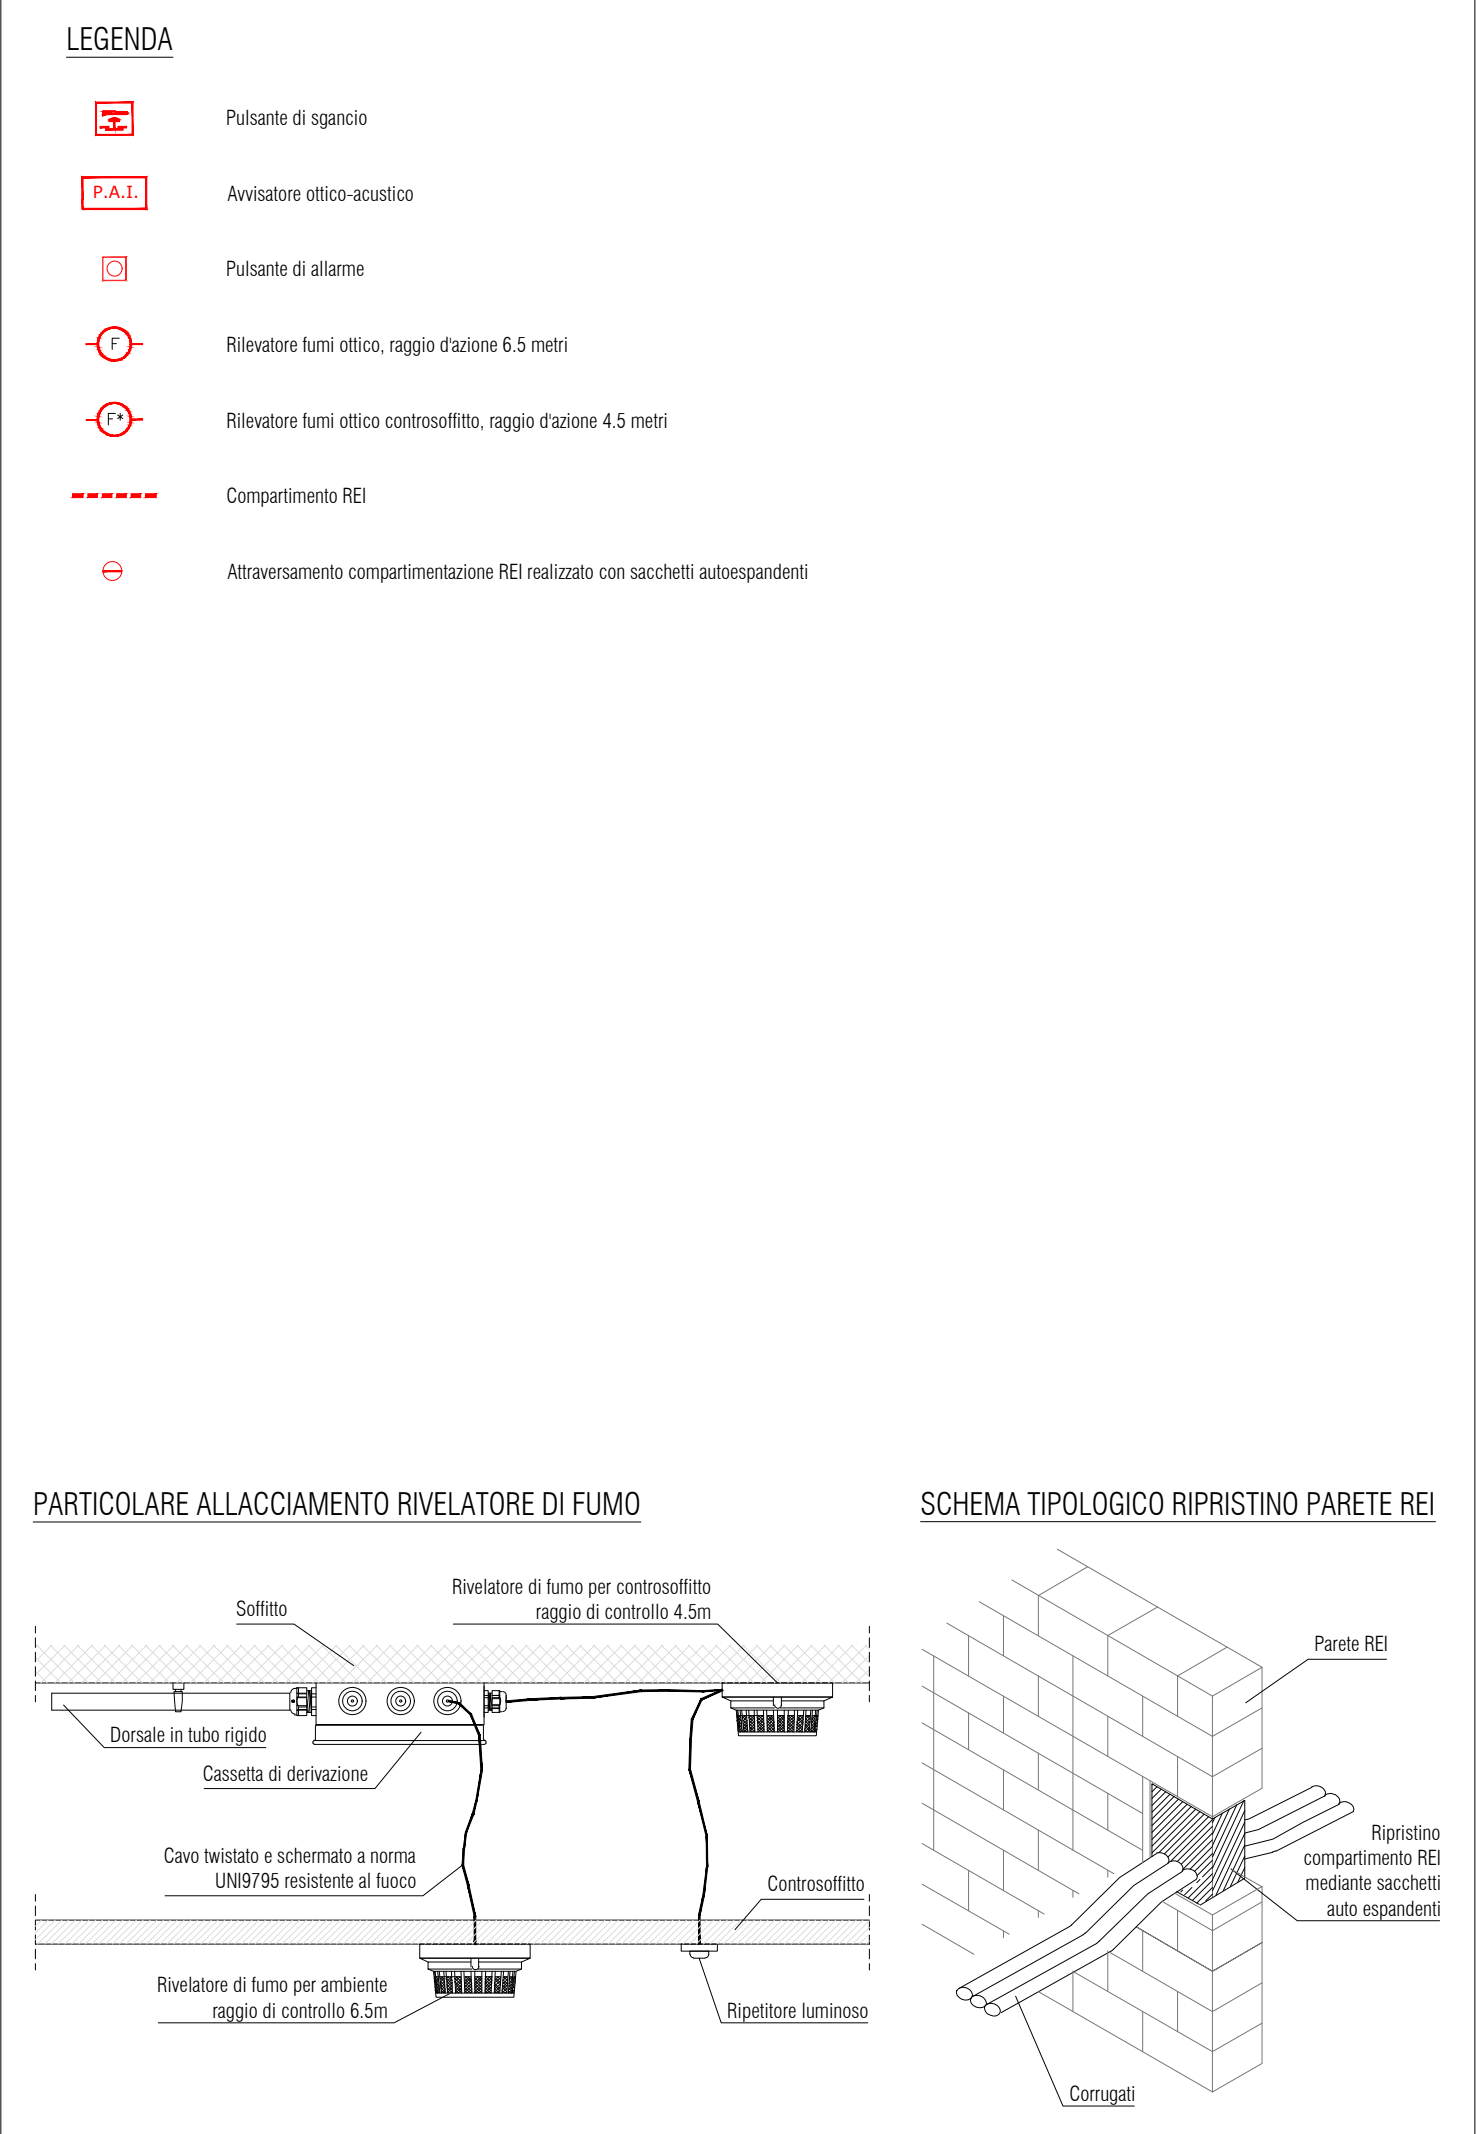 LEGENDA
Pulsante di sgancio
P.A.I.
Avvisatore ottico-acustico
Pulsante di allarme
F
Rilevatore fumi ottico, raggio d'azione 6.5 metri
F*
Rilevatore fumi ottico controsoffitto, raggio d'azione 4.5 metri
Compartimento REI
Attraversamento compartimentazione REI realizzato con sacchetti autoespandenti
PARTICOLARE ALLACCIAMENTO RIVELATORE DI FUMO
Soffitto
Rivelatore di fumo per controsoffitto
raggio di controllo 4.5m
Dorsale in tubo rigido
Cassetta di derivazione
Cavo twistato e schermato a norma
UNI9795 resistente al fuoco
Controsoffitto
Rivelatore di fumo per ambiente
raggio di controllo 6.5m
Ripetitore luminoso
SCHEMA TIPOLOGICO RIPRISTINO PARETE REI
Parete REI
Ripristino
compartimento REI
mediante sacchetti
auto espandenti
Corrugati